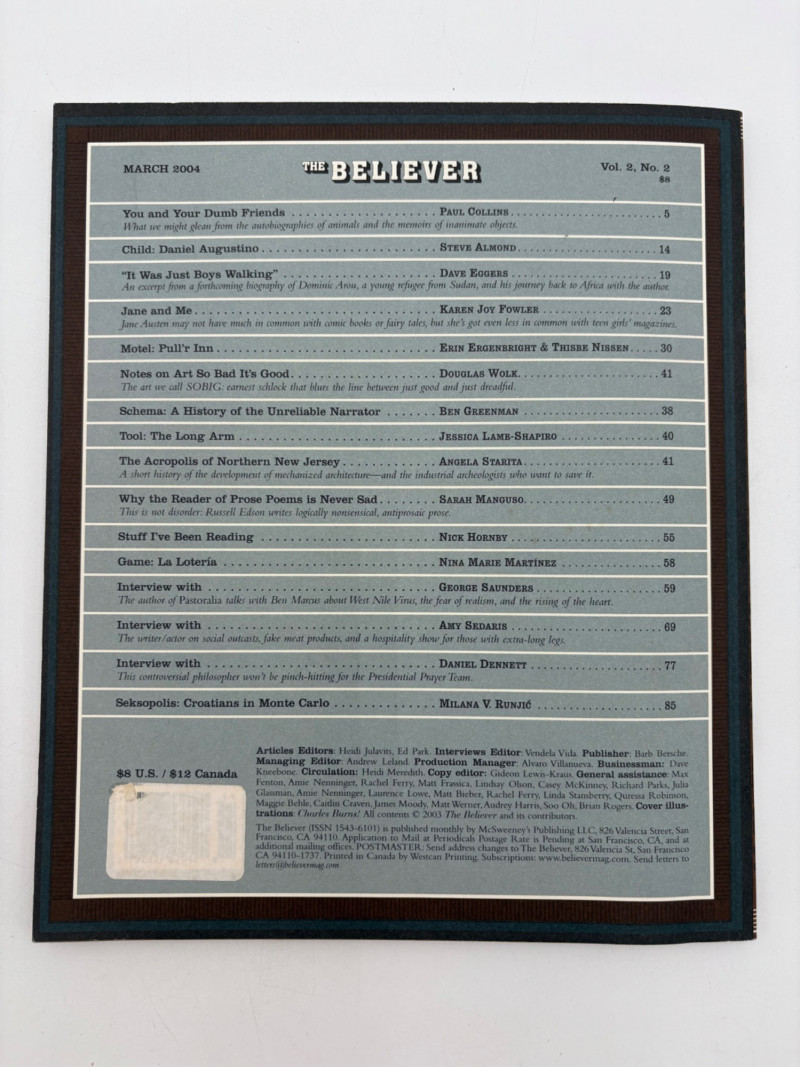 MARCH 2004
THE BELIEVER
Vol. 2, No. 2
$8
You and Your Dumb Friends . . . . . . . . . . . . . . . . . . . PAUL COLLINS . . . . . . . . . . . . . . . . . . . . 5
What we might glean from the autobiographies of animals and the memoirs of inanimate objects.
Child: Daniel Augustino . . . . . . . . . . . . . . . . . . . . . . . STEVE ALMOND . . . . . . . . . . . . . . . . . . . 14
"It Was Just Boys Walking" . . . . . . . . . . . . . . . . . . . . DAVE EGGERS . . . . . . . . . . . . . . . . . . . . 19
An excerpt from a forthcoming biography of Dominic Arou, a young refugee from Sudan, and his journey back to Africa with the author.
Jane and Me . . . . . . . . . . . . . . . . . . . . . . . . . . . . . . KAREN JOY FOWLER . . . . . . . . . . . . . . . . 23
Jane Austen may not have much in common with comic books or fairy tales, but she's got even less in common with teen girls' magazines.
Motel: Pull'r Inn . . . . . . . . . . . . . . . . . . . . . . . . . . . ERIN ERGENBRIGHT & THISBE NISSEN . . . . . 30
Notes on Art So Bad It's Good . . . . . . . . . . . . . . . . . . . DOUGLAS WOLK . . . . . . . . . . . . . . . . . . . 41
The art we call SOBIG: earnest schlock that blurs the line between just good and just dreadful.
Schema: A History of the Unreliable Narrator . . . . . . . BEN GREENMAN . . . . . . . . . . . . . . . . . . . 38
Tool: The Long Arm . . . . . . . . . . . . . . . . . . . . . . . . . JESSICA LAMB-SHAPIRO . . . . . . . . . . . . . 40
The Acropolis of Northern New Jersey . . . . . . . . . . . . . ANGELA STARITA . . . . . . . . . . . . . . . . . . 41
A short history of the development of mechanized architecture—and the industrial archeologists who want to save it.
Why the Reader of Prose Poems is Never Sad . . . . . . . . SARAH MANGUSO . . . . . . . . . . . . . . . . . . 49
This is not disorder: Russell Edson writes logically nonsensical, antiprosaic prose.
Stuff I've Been Reading . . . . . . . . . . . . . . . . . . . . . . NICK HORNBY . . . . . . . . . . . . . . . . . . . . 55
Game: La Lotería . . . . . . . . . . . . . . . . . . . . . . . . . . . NINA MARIE MARTÍNEZ . . . . . . . . . . . . . . 58
Interview with . . . . . . . . . . . . . . . . . . . . . . . . . . . . . GEORGE SAUNDERS . . . . . . . . . . . . . . . . . 59
The author of Pastoralia talks with Ben Marcus about West Nile Virus, the fear of realism, and the rising of the heart.
Interview with . . . . . . . . . . . . . . . . . . . . . . . . . . . . . AMY SEDARIS . . . . . . . . . . . . . . . . . . . . 69
The writer/actor on social outcasts, fake meat products, and a hospitality show for those with extra-long legs.
Interview with . . . . . . . . . . . . . . . . . . . . . . . . . . . . . DANIEL DENNETT . . . . . . . . . . . . . . . . . . 77
This controversial philosopher won't be pinch-hitting for the Presidential Prayer Team.
Seksopolis: Croatians in Monte Carlo . . . . . . . . . . . . . MILANA V. RUNJIĆ . . . . . . . . . . . . . . . . . 85
$8 U.S. / $12 Canada
Articles Editors: Heidi Julavits, Ed Park. Interviews Editor: Vendela Vida. Publisher: Barb Bersche.
Managing Editor: Andrew Leland. Production Manager: Alvaro Villanueva. Businessman: Dave
Kneebone. Circulation: Heidi Meredith. Copy editor: Gideon Lewis-Kraus. General assistance: Max
Fenton, Amie Nenninger, Rachel Ferry, Matt Frassica, Lindsay Olson, Casey McKinney, Richard Parks, Julia
Glassman, Amie Nenninger, Laurence Lowe, Matt Bieber, Rachel Ferry, Linda Stansberry, Quressa Robinson,
Maggie Behle, Caitlin Craven, James Moody, Matt Werner, Audrey Harris, Soo Oh, Brian Rogers. Cover illus-
trations: Charles Burns! All contents © 2003 The Believer and its contributors.
The Believer (ISSN 1543-6101) is published monthly by McSweeney's Publishing LLC, 826 Valencia Street, San
Francisco, CA 94110. Application to Mail at Periodicals Postage Rate is Pending at San Francisco, CA, and at
additional mailing offices. POSTMASTER: Send address changes to The Believer, 826 Valencia St, San Francisco
CA 94110-1737. Printed in Canada by Westcan Printing. Subscriptions: www.believermag.com. Send letters to
letters@believermag.com